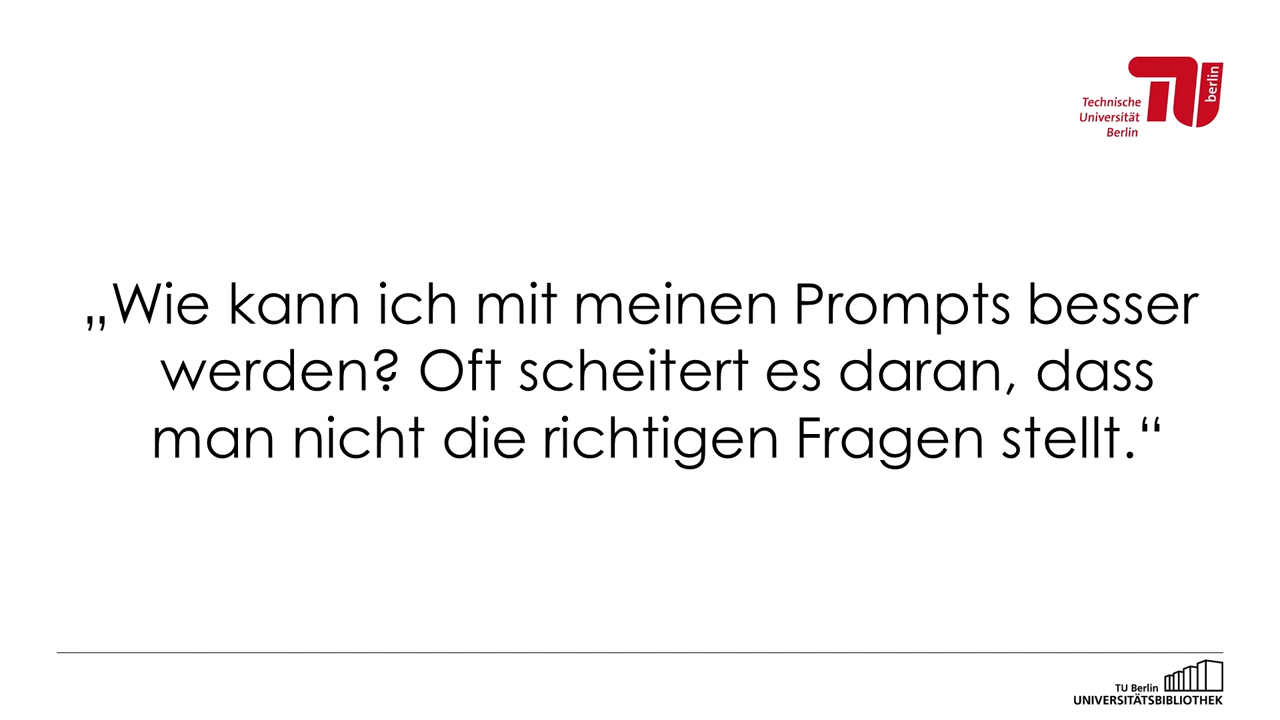 Technische
Universität
Berlin
berlin
„Wie kann ich mit meinen Prompts besser
werden? Oft scheitert es daran, dass
man nicht die richtigen Fragen stellt.“
TU Berlin
UNIVERSITÄTSBIBLIOTHEK